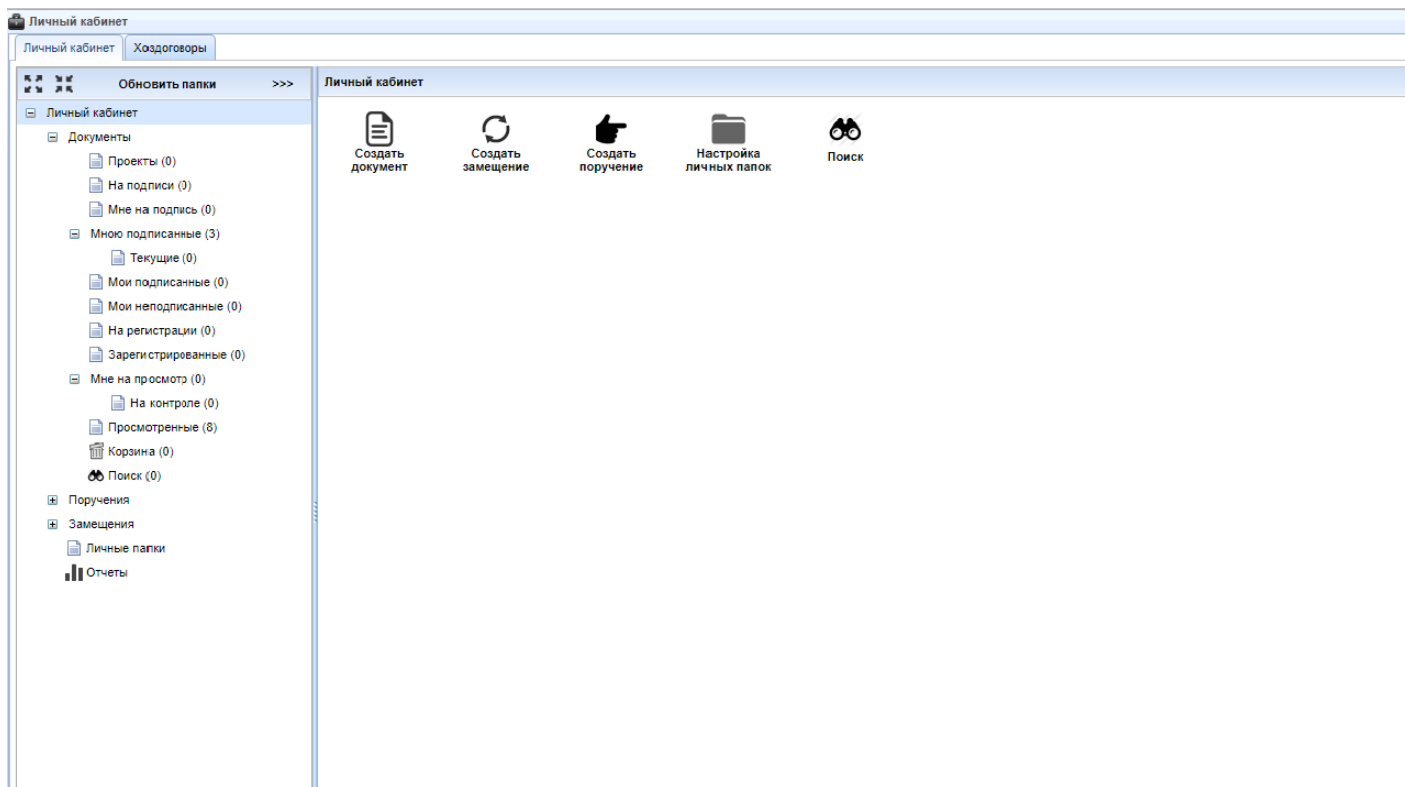 Личный кабинет
Личный кабинет Хоздоговоры
Обновить папки >>>
Личный кабинет
Документы
Проекты (0)
На подписи (0)
Мне на подпись (0)
Мною подписанные (3)
Текущие (0)
Мои подписанные (0)
Мои неподписанные (0)
На регистрации (0)
Зарегистрированные (0)
Мне на просмотр (0)
На контроле (0)
Просмотренные (8)
Корзина (0)
Поиск (0)
Поручения
Замещения
Личные папки
Отчеты
Личный кабинет
Создать
документ
Создать
замещение
Создать
поручение
Настройка
личных папок
Поиск